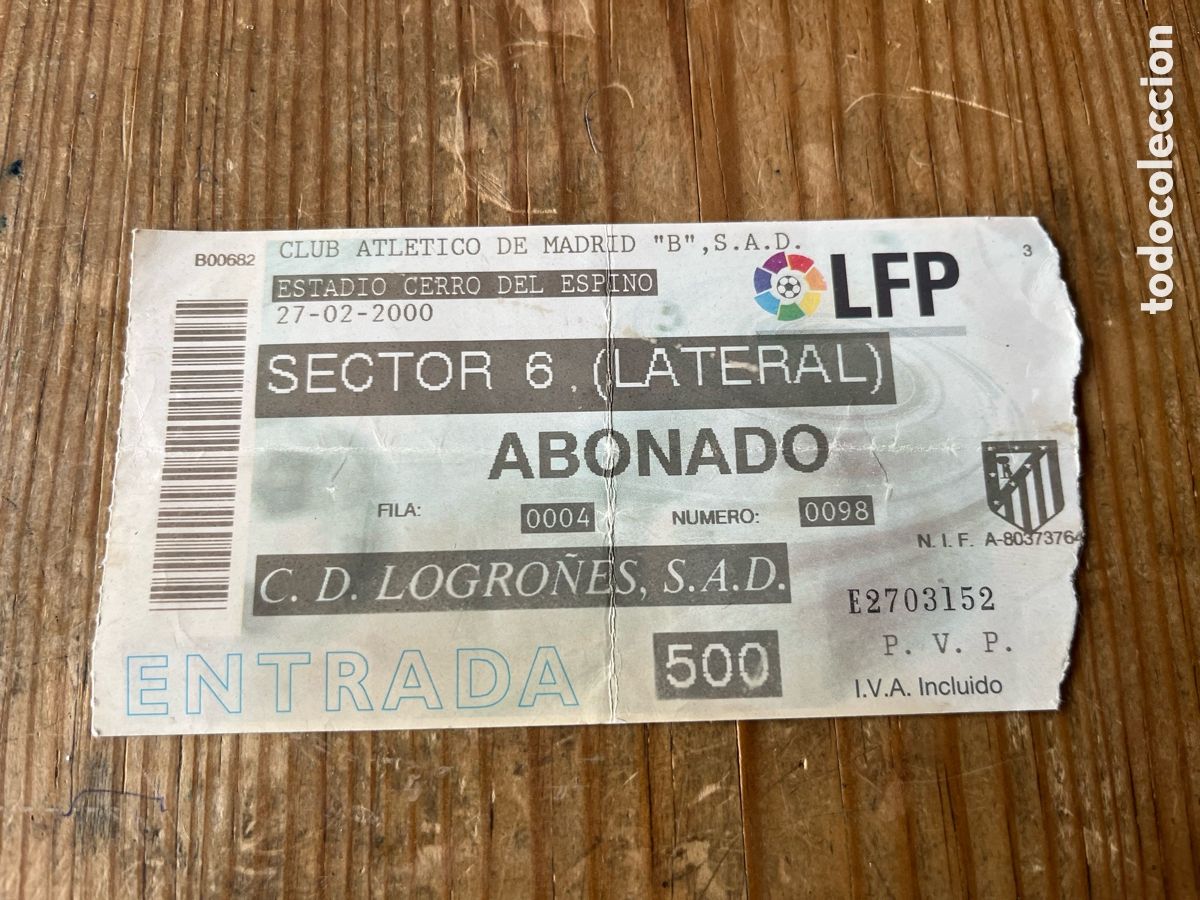 B00682
CLUB ATLETICO DE MADRID "B",S.A.D.
3
ESTADIO CERRO DEL ESPINO
27-02-2000
LFP
SECTOR 6 (LATERAL)
ABONADO
FILA: 0004 NUMERO: 0098
N. I. F. A-80373764
C. D. LOGROÑES, S.A.D.
E2703152
P. V. P.
ENTRADA
500
I.V.A. Incluido
todocoleccion